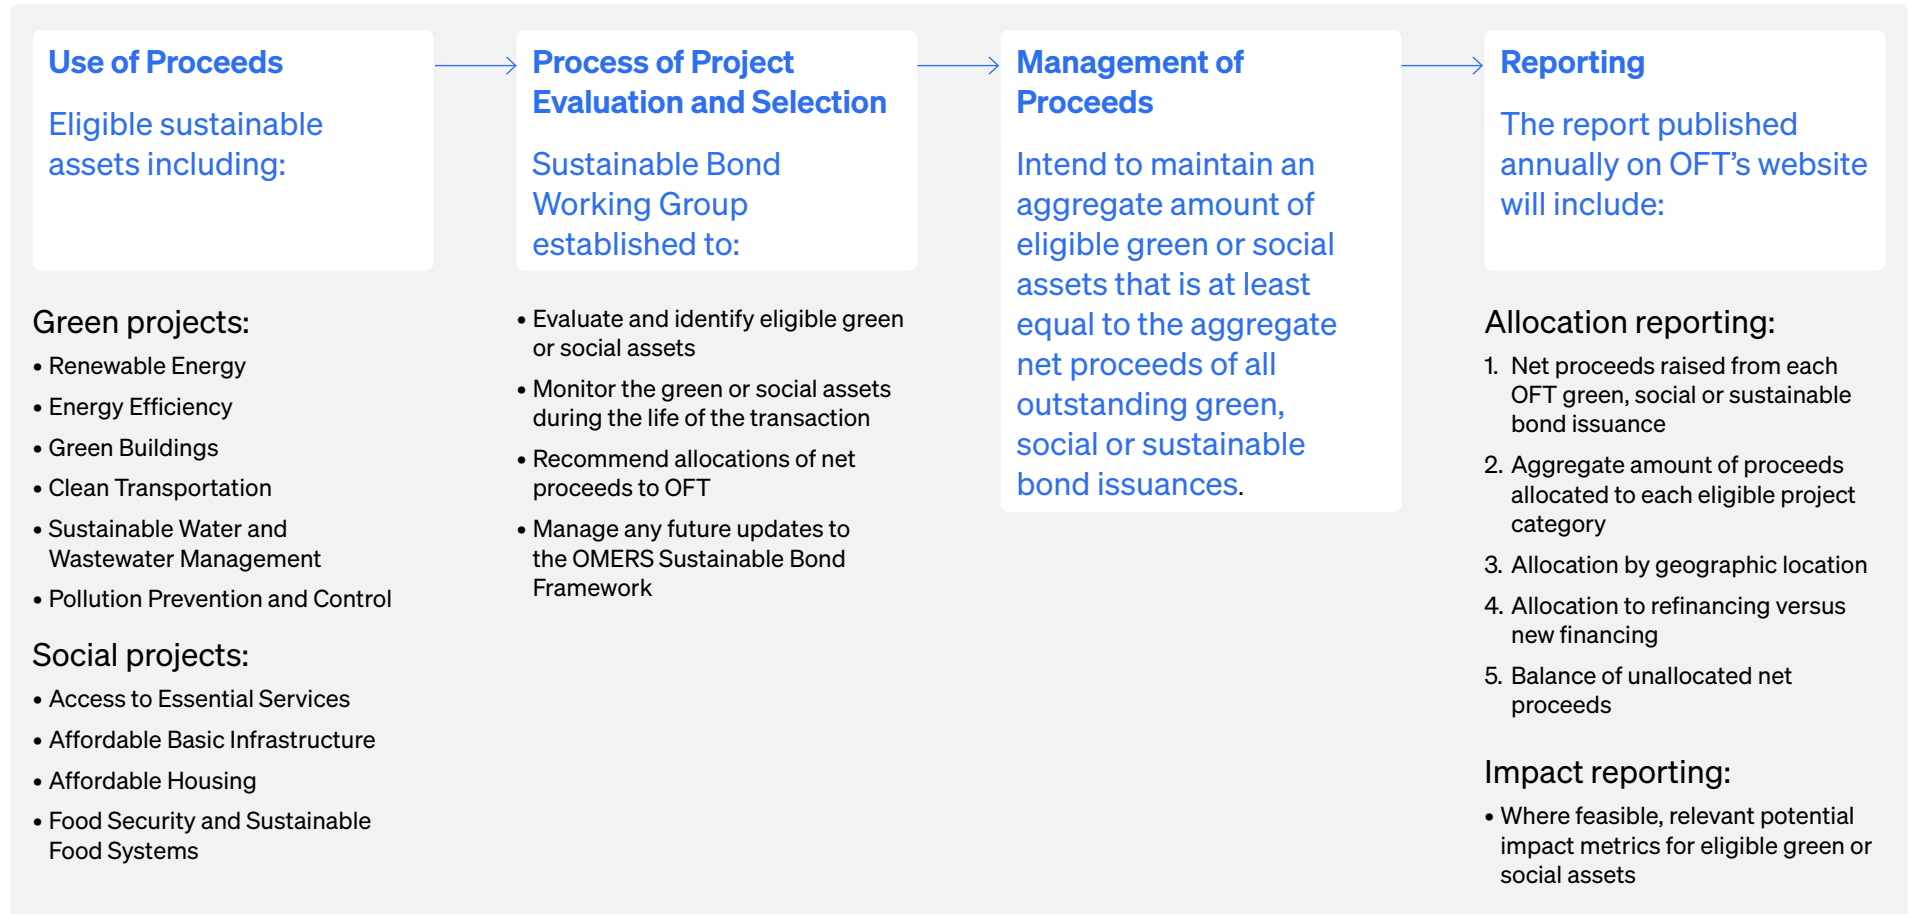 Use of Proceeds
Eligible sustainable
assets including:
Green projects:
• Renewable Energy
• Energy Efficiency
• Green Buildings
• Clean Transportation
• Sustainable Water and
Wastewater Management
• Pollution Prevention and Control
Social projects:
• Access to Essential Services
• Affordable Basic Infrastructure
• Affordable Housing
• Food Security and Sustainable
Food Systems
Process of Project
Evaluation and Selection
Sustainable Bond
Working Group
established to:
• Evaluate and identify eligible green
or social assets
• Monitor the green or social assets
during the life of the transaction
• Recommend allocations of net
proceeds to OFT
• Manage any future updates to
the OMERS Sustainable Bond
Framework
Management of
Proceeds
Intend to maintain an
aggregate amount of
eligible green or social
assets that is at least
equal to the aggregate
net proceeds of all
outstanding green,
social or sustainable
bond issuances.
Reporting
The report published
annually on OFT’s website
will include:
Allocation reporting:
1. Net proceeds raised from each
OFT green, social or sustainable
bond issuance
2. Aggregate amount of proceeds
allocated to each eligible project
category
3. Allocation by geographic location
4. Allocation to refinancing versus
new financing
5. Balance of unallocated net
proceeds
Impact reporting:
• Where feasible, relevant potential
impact metrics for eligible green or
social assets